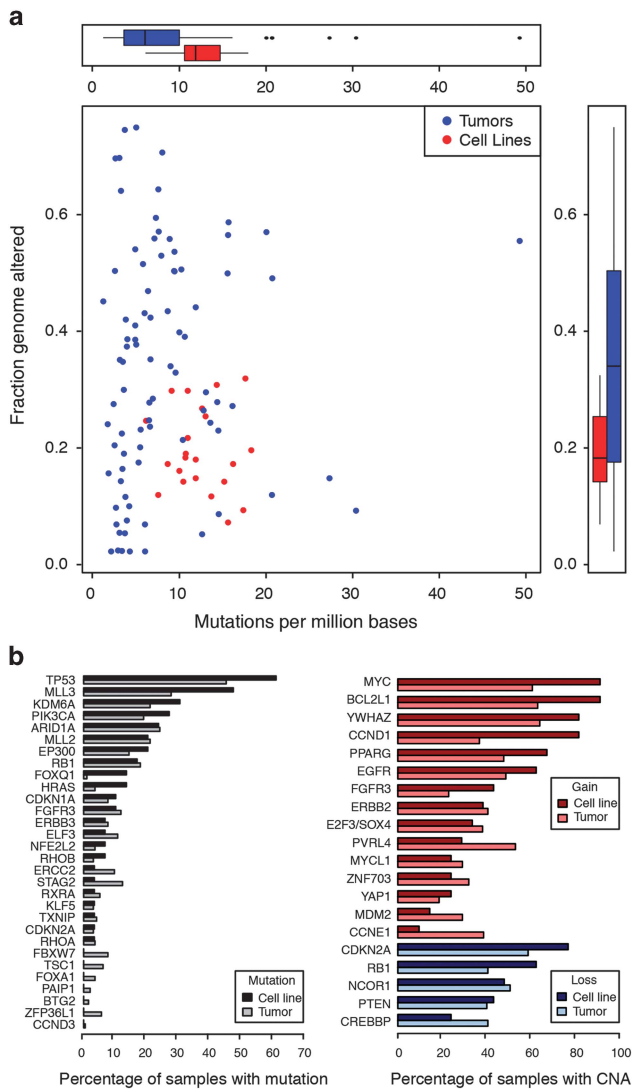 a
0 10 20 30 40 50
Tumors
Cell Lines
Fraction genome altered
0.6
0.4
0.2
0.0
0.6
0.4
0.2
0.0
0 10 20 30 40 50
Mutations per million bases
b
TP53
MLL3
KDM6A
PIK3CA
ARID1A
MLL2
EP300
RB1
FOXQ1
HRAS
CDKN1A
FGFR3
ERBB3
ELF3
NFE2L2
RHOB
ERCC2
STAG2
RXRA
KLF5
TXNIP
CDKN2A
RHOA
FBXW7
TSC1
FOXA1
PAIP1
BTG2
ZFP36L1
CCND3
Mutation
Cell line
Tumor
0 10 20 30 40 50 60 70
Percentage of samples with mutation
MYC
BCL2L1
YWHAZ
CCND1
PPARG
EGFR
FGFR3
ERBB2
E2F3/SOX4
PVRL4
MYCL1
ZNF703
YAP1
MDM2
CCNE1
CDKN2A
RB1
NCOR1
PTEN
CREBBP
Gain
Cell line
Tumor
Loss
Cell line
Tumor
0 20 40 60 80 100
Percentage of samples with CNA